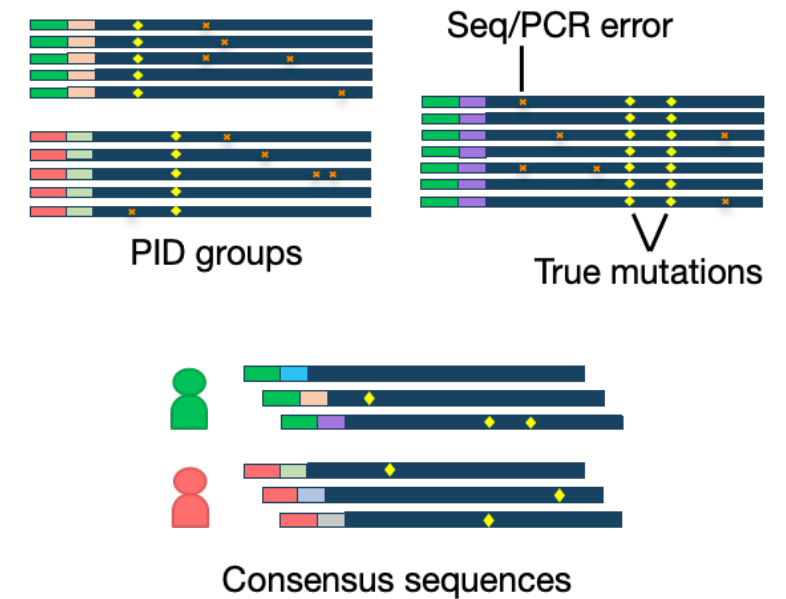 Seq/PCR error
PID groups
True mutations
Consensus sequences